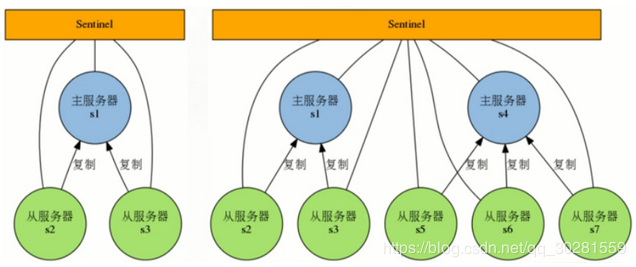 Sentinel
主服务器
s1
复制
复制
从服务器
s2
从服务器
s3
Sentinel
主服务器
s1
主服务器
s4
复制
复制
复制
复制
复制
从服务器
s2
从服务器
s3
从服务器
s5
从服务器
s6
从服务器
s7
https://blog.csdn.net/qq_30281559